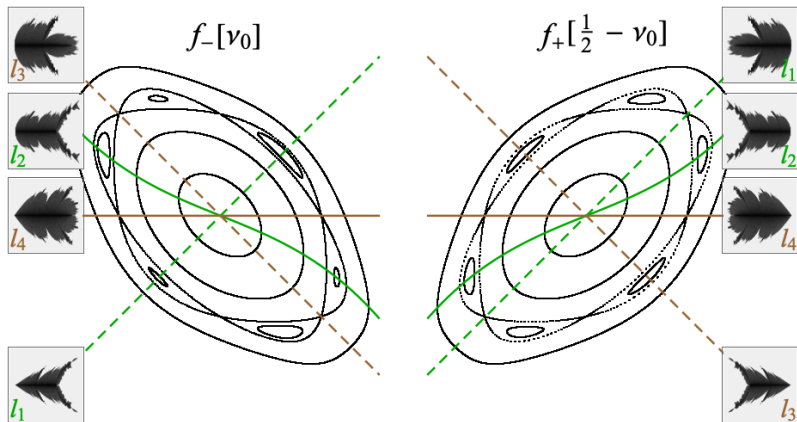 f₋[ν₀]
f₊[½ − ν₀]
l₃
l₂
l₄
l₁
l₁
l₂
l₄
l₃